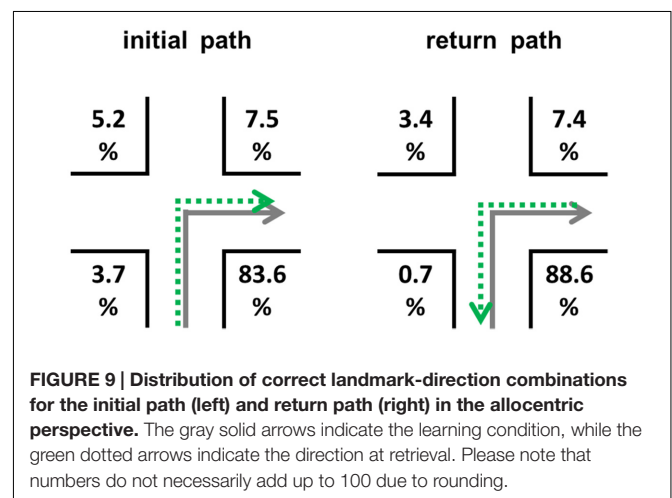 initial path return path
5.2 7.5 3.4 7.4
% % % %
3.7 83.6 0.7 88.6
% % % %
FIGURE 9 | Distribution of correct landmark-direction combinations
for the initial path (left) and return path (right) in the allocentric
perspective. The gray solid arrows indicate the learning condition, while the
green dotted arrows indicate the direction at retrieval. Please note that
numbers do not necessarily add up to 100 due to rounding.